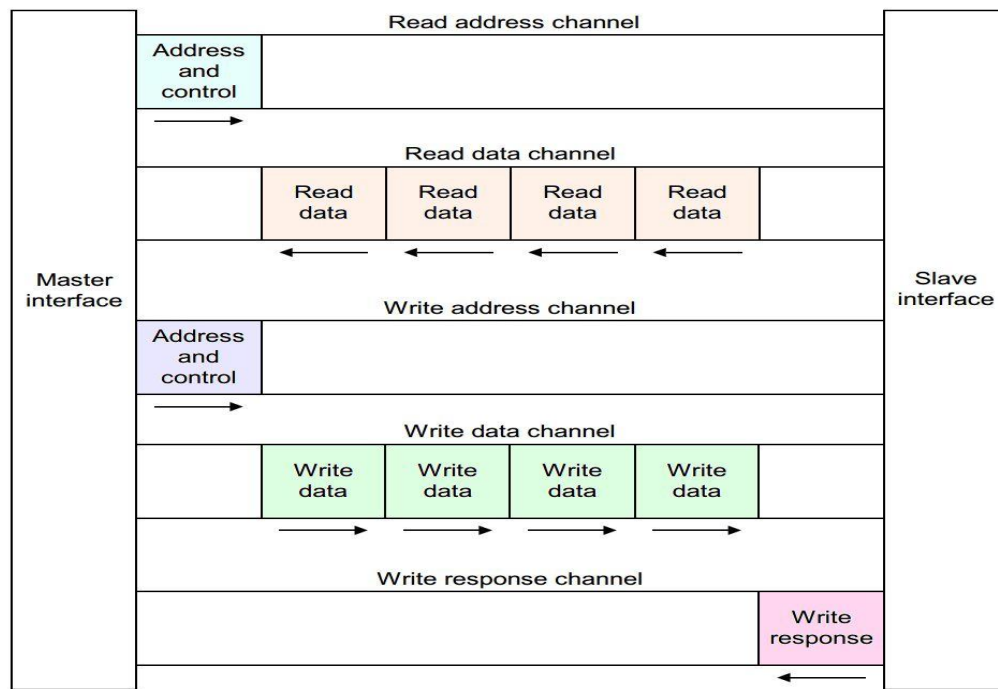 Read address channel
Address
and
control
Read data channel
Read
data
Read
data
Read
data
Read
data
Master
interface
Slave
interface
Write address channel
Address
and
control
Write data channel
Write
data
Write
data
Write
data
Write
data
Write response channel
Write
response